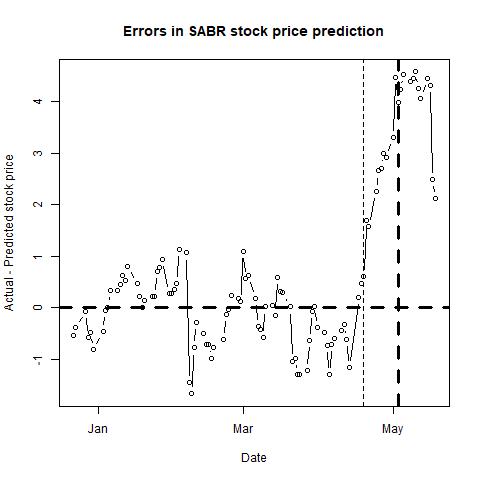 Errors in SABR stock price prediction
Actual - Predicted stock price
4
3
2
1
0
-1
Jan
Mar
May
Date